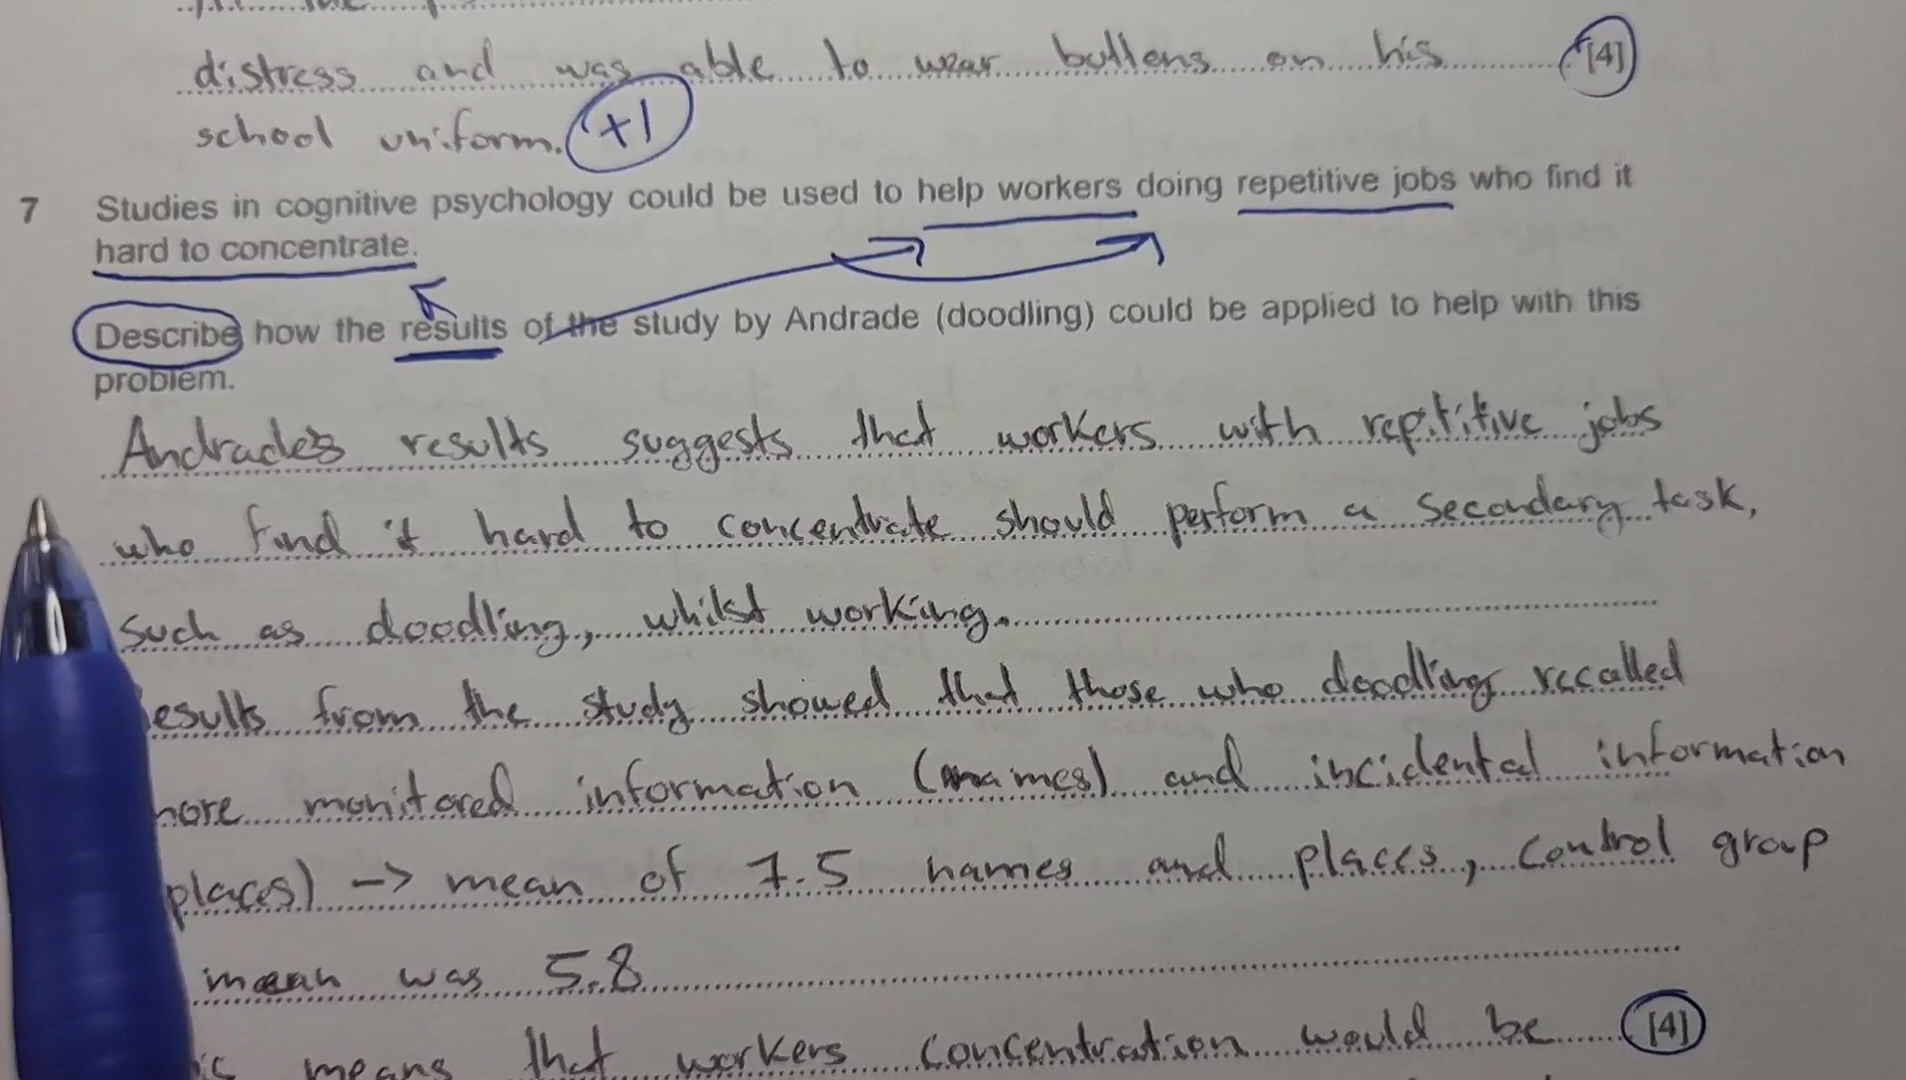 distress and was able to wear buttons on his [4]
school uniform. +1
7 Studies in cognitive psychology could be used to help workers doing repetitive jobs who find it
hard to concentrate.
Describe how the results of the study by Andrade (doodling) could be applied to help with this
problem.
Andrade's results suggests that workers with repititive jobs
who find it hard to concentrate should perform a secondary task,
such as doodling, whilst working.
esults from the study showed that those who doodling recalled
more monitored information (names) and incidental information
places) -> mean of 7.5 names and places, control group
mean was 5.8
means that workers concentration would be [4]